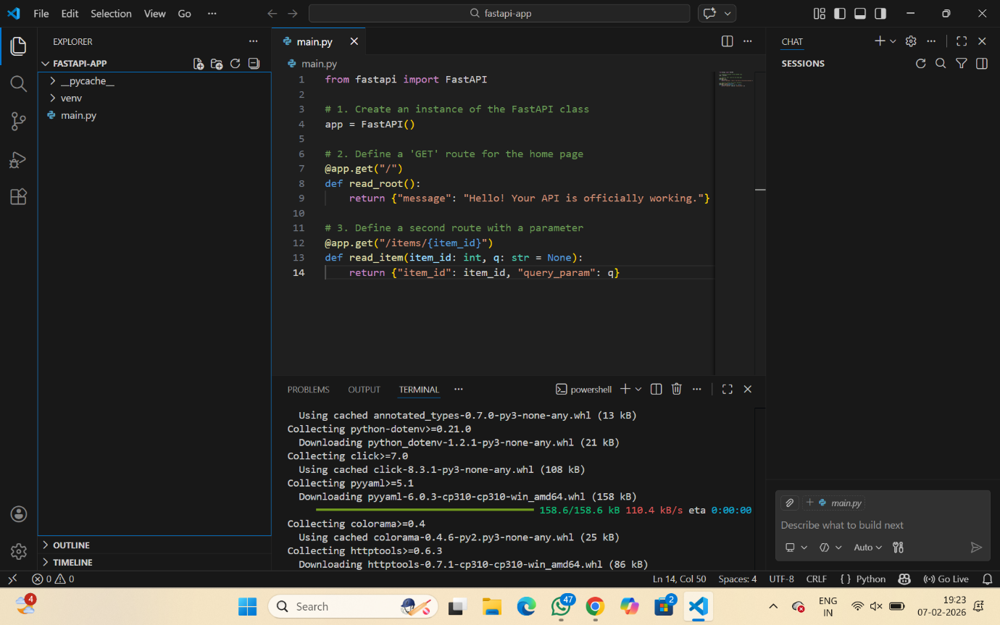 File Edit Selection View Go ···
fastapi-app
EXPLORER
FASTAPI-APP
__pycache__
venv
main.py
OUTLINE
TIMELINE
main.py
main.py
1 from fastapi import FastAPI
2
3 # 1. Create an instance of the FastAPI class
4 app = FastAPI()
5
6 # 2. Define a 'GET' route for the home page
7 @app.get("/")
8 def read_root():
9 return {"message": "Hello! Your API is officially working."}
10
11 # 3. Define a second route with a parameter
12 @app.get("/items/{item_id}")
13 def read_item(item_id: int, q: str = None):
14 return {"item_id": item_id, "query_param": q}
PROBLEMS OUTPUT TERMINAL ··· powershell
Using cached annotated_types-0.7.0-py3-none-any.whl (13 kB)
Collecting python-dotenv>=0.21.0
Downloading python_dotenv-1.2.1-py3-none-any.whl (21 kB)
Collecting click>=7.0
Using cached click-8.3.1-py3-none-any.whl (108 kB)
Collecting pyyaml>=5.1
Downloading pyyaml-6.0.3-cp310-cp310-win_amd64.whl (158 kB)
158.6/158.6 kB 110.4 kB/s eta 0:00:00
Collecting colorama>=0.4
Using cached colorama-0.4.6-py2.py3-none-any.whl (25 kB)
Collecting httptools>=0.6.3
Downloading httptools-0.7.1-cp310-cp310-win_amd64.whl (86 kB)
CHAT
SESSIONS
main.py
Describe what to build next
Auto
0 0
Ln 14, Col 50 Spaces: 4 UTF-8 CRLF { } Python Go Live
4
Search
47
2
ENG
IN
19:23
07-02-2026